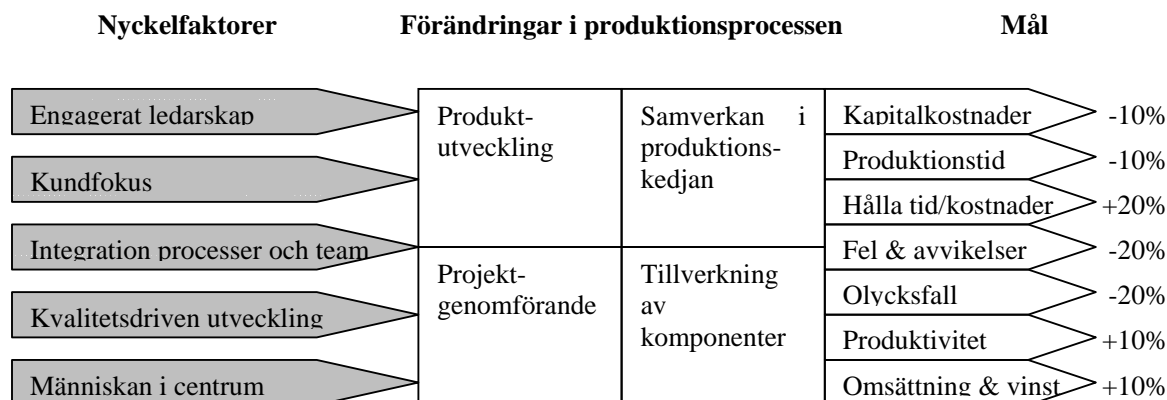 Nyckelfaktorer
Förändringar i produktionsprocessen
Mål
Engagerat ledarskap
Kundfokus
Integration processer och team
Kvalitetsdriven utveckling
Människan i centrum
Produkt-
utveckling
Samverkan i
produktions-
kedjan
Projekt-
genomförande
Tillverkning
av
komponenter
Kapitalkostnader -10%
Produktionstid -10%
Hålla tid/kostnader +20%
Fel & avvikelser -20%
Olycksfall -20%
Produktivitet +10%
Omsättning & vinst +10%